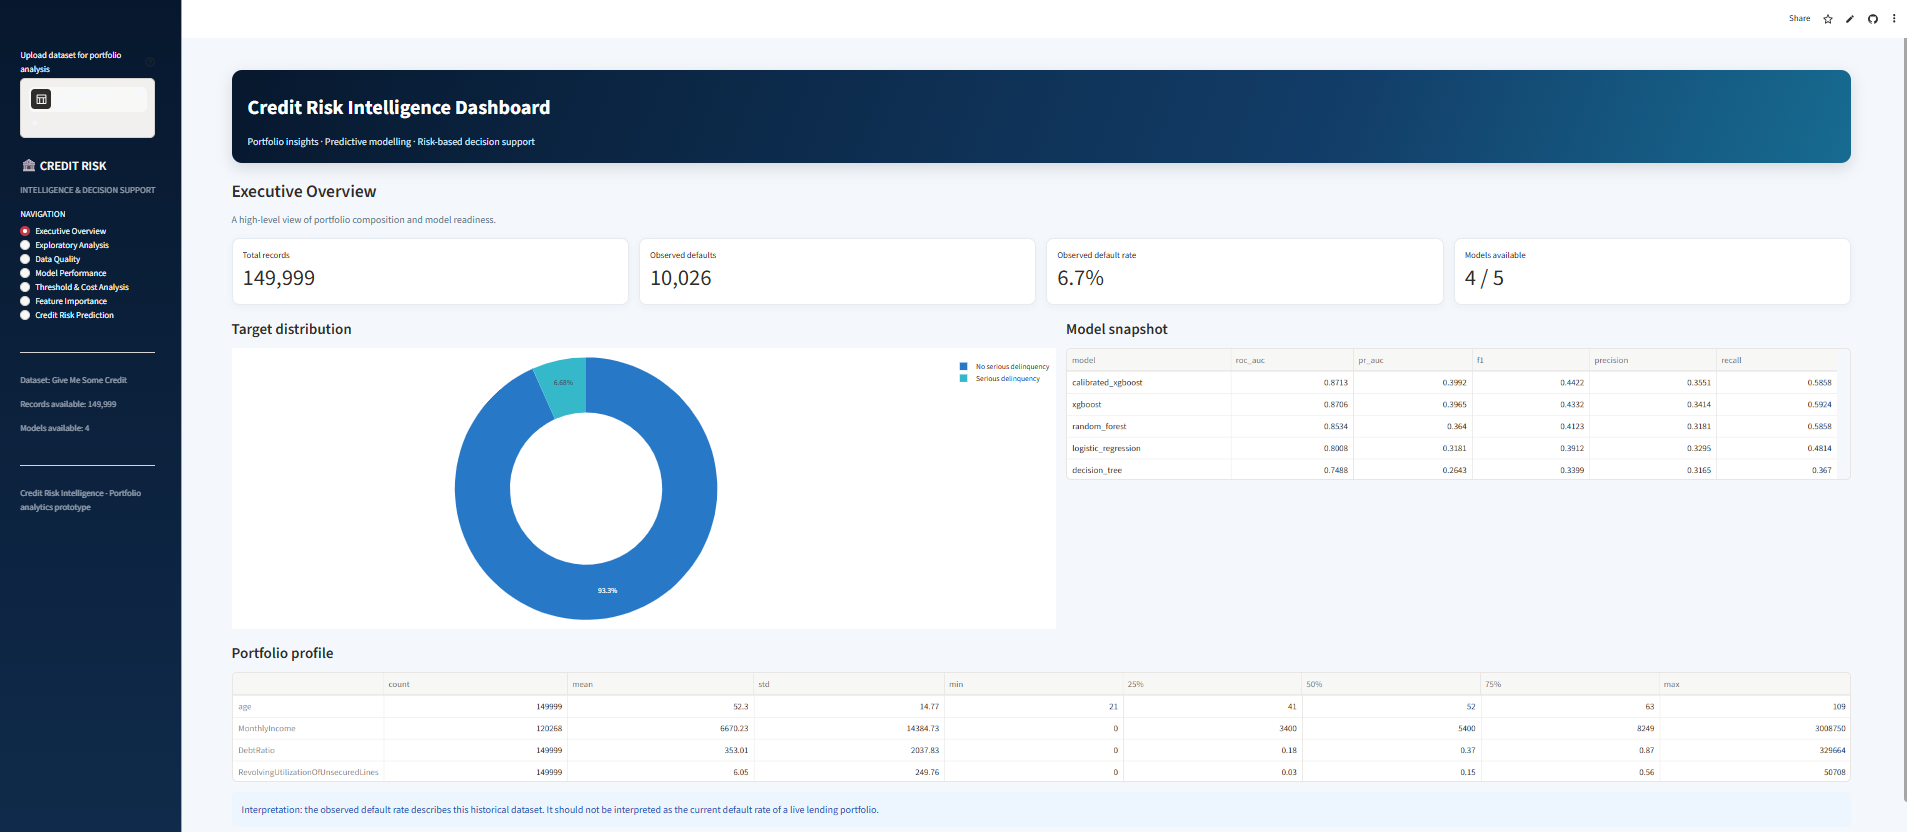 Share
Upload dataset for portfolio
analysis
CREDIT RISK
INTELLIGENCE & DECISION SUPPORT
NAVIGATION
Executive Overview
Exploratory Analysis
Data Quality
Model Performance
Threshold & Cost Analysis
Feature Importance
Credit Risk Prediction
Dataset: Give Me Some Credit
Records available: 149,999
Models available: 4
Credit Risk Intelligence · Portfolio
analytics prototype
Credit Risk Intelligence Dashboard
Portfolio insights · Predictive modelling · Risk-based decision support
Executive Overview
A high-level view of portfolio composition and model readiness.
Total records
149,999
Observed defaults
10,026
Observed default rate
6.7%
Models available
4 / 5
Target distribution
No serious delinquency
Serious delinquency
6.68%
93.3%
Model snapshot
model roc_auc pr_auc f1 precision recall
calibrated_xgboost 0.8713 0.3992 0.4422 0.3551 0.5858
xgboost 0.8706 0.3965 0.4332 0.3414 0.5924
random_forest 0.8534 0.364 0.4123 0.3181 0.5858
logistic_regression 0.8008 0.3181 0.3912 0.3295 0.4814
decision_tree 0.7488 0.2643 0.3399 0.3165 0.367
Portfolio profile
count mean std min 25% 50% 75% max
age 149999 52.3 14.77 21 41 52 63 109
MonthlyIncome 120268 6670.23 14384.73 0 3400 5400 8249 3008750
DebtRatio 149999 353.01 2037.83 0 0.18 0.37 0.87 329664
RevolvingUtilizationOfUnsecuredLines 149999 6.05 249.76 0 0.03 0.15 0.56 50708
Interpretation: the observed default rate describes this historical dataset. It should not be interpreted as the current default rate of a live lending portfolio.